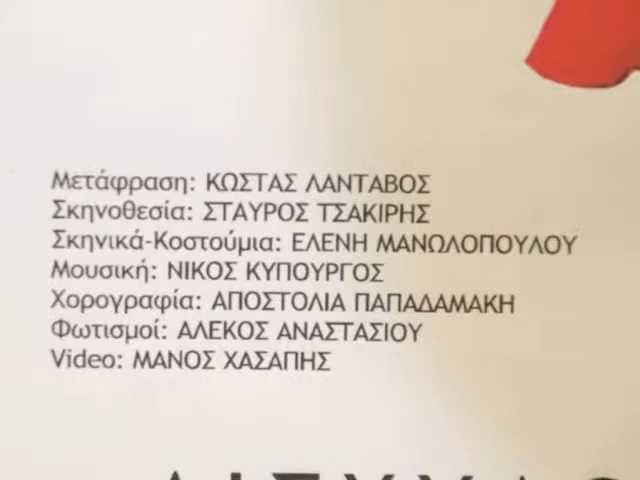 Μετάφραση: ΚΩΣΤΑΣ ΛΑΝΤΑΒΟΣ
Σκηνοθεσία: ΣΤΑΥΡΟΣ ΤΣΑΚΙΡΗΣ
Σκηνικά-Κοστούμια: ΕΛΕΝΗ ΜΑΝΩΛΟΠΟΥΛΟΥ
Μουσική: ΝΙΚΟΣ ΚΥΠΟΥΡΓΟΣ
Χορογραφία: ΑΠΟΣΤΟΛΙΑ ΠΑΠΑΔΑΜΑΚΗ
Φωτισμοί: ΑΛΕΚΟΣ ΑΝΑΣΤΑΣΙΟΥ
Video: ΜΑΝΟΣ ΧΑΣΑΠΗΣ